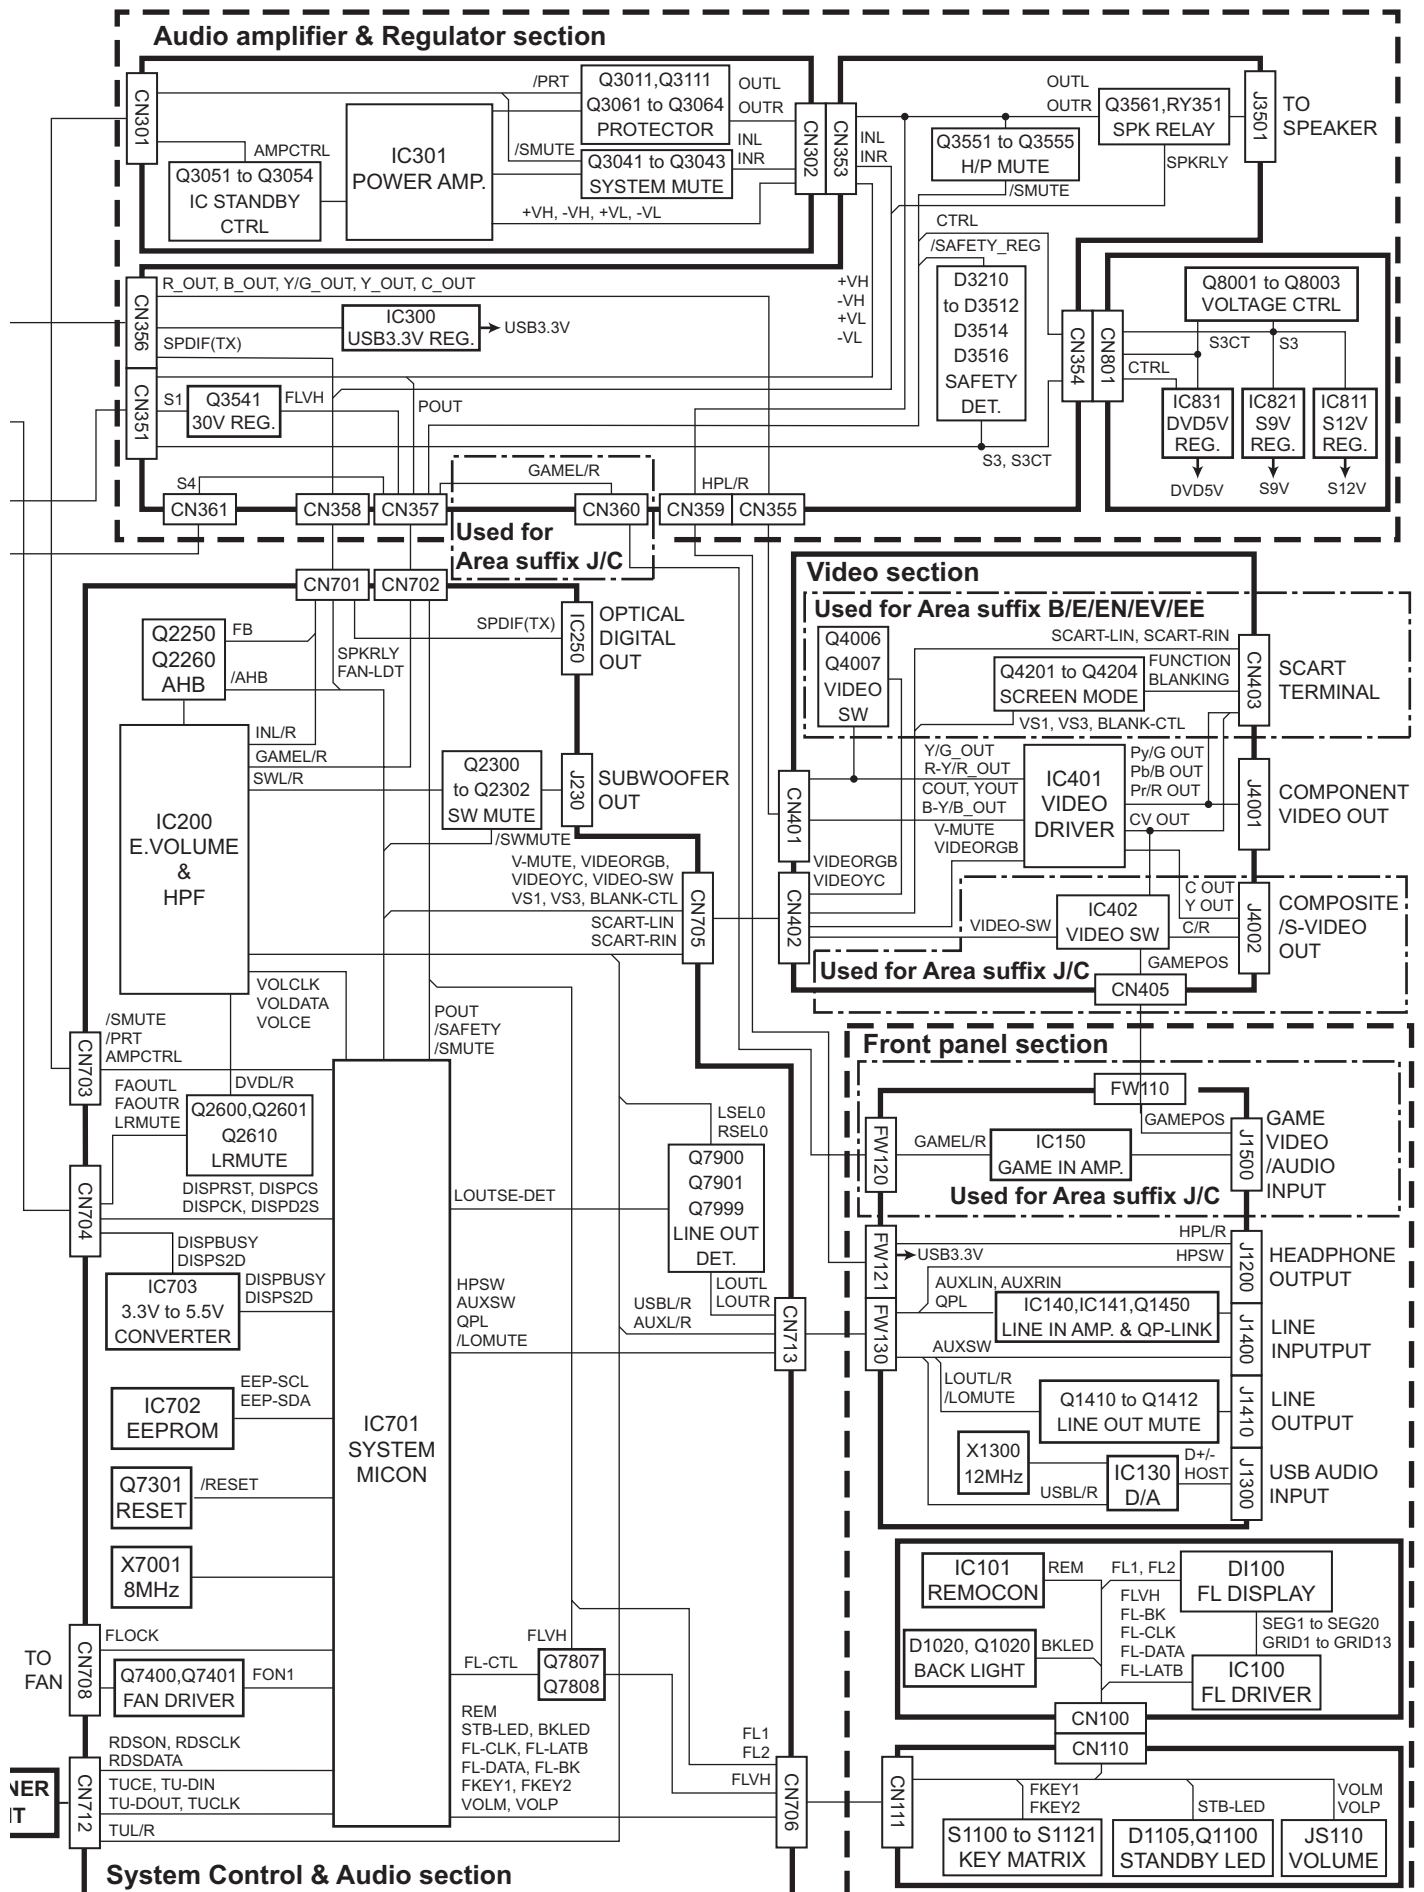 Audio amplifier & Regulator section
CN301
/PRT
AMPCTRL
Q3051 to Q3054
IC STANDBY
CTRL
IC301
POWER AMP.
Q3011,Q3111
Q3061 to Q3064
PROTECTOR
/SMUTE
Q3041 to Q3043
SYSTEM MUTE
+VH, -VH, +VL, -VL
OUTL
OUTR
INL
INR
CN302
CN353
INL
INR
OUTL
OUTR
Q3551 to Q3555
H/P MUTE
/SMUTE
Q3561,RY351
SPK RELAY
SPKRLY
J3501
TO
SPEAKER
CTRL
/SAFETY_REG
D3210
to D3512
D3514
D3516
SAFETY
DET.
+VH
-VH
+VL
-VL
S3, S3CT
CN354
CN801
Q8001 to Q8003
VOLTAGE CTRL
S3CT
S3
CTRL
IC831
DVD5V
REG.
IC821
S9V
REG.
IC811
S12V
REG.
DVD5V
S9V
S12V
CN356
R_OUT, B_OUT, Y/G_OUT, Y_OUT, C_OUT
IC300
USB3.3V REG.
USB3.3V
SPDIF(TX)
CN351
S1
Q3541
30V REG.
FLVH
POUT
S4
GAMEL/R
HPL/R
CN361
CN358
CN357
CN360
CN359
CN355
Used for
Area suffix J/C
CN701
CN702
Q2250
Q2260
AHB
FB
/AHB
SPKRLY
FAN-LDT
SPDIF(TX)
IC250
OPTICAL
DIGITAL
OUT
IC200
E.VOLUME
&
HPF
INL/R
GAMEL/R
SWL/R
Q2300
to Q2302
SW MUTE
/SWMUTE
J230
SUBWOOFER
OUT
V-MUTE, VIDEORGB,
VIDEOYC, VIDEO-SW
VS1, VS3, BLANK-CTL
SCART-LIN
SCART-RIN
CN705
VOLCLK
VOLDATA
VOLCE
POUT
/SAFETY
/SMUTE
Video section
Used for Area suffix B/E/EN/EV/EE
Q4006
Q4007
VIDEO
SW
SCART-LIN, SCART-RIN
Q4201 to Q4204
SCREEN MODE
FUNCTION
BLANKING
VS1, VS3, BLANK-CTL
CN403
SCART
TERMINAL
CN401
Y/G_OUT
R-Y/R_OUT
COUT, YOUT
B-Y/B_OUT
V-MUTE
VIDEORGB
IC401
VIDEO
DRIVER
Py/G OUT
Pb/B OUT
Pr/R OUT
CV OUT
J4001
COMPONENT
VIDEO OUT
VIDEORGB
VIDEOYC
CN402
VIDEO-SW
IC402
VIDEO SW
C OUT
Y OUT
C/R
J4002
COMPOSITE
/S-VIDEO
OUT
GAMEPOS
Used for Area suffix J/C
CN405
/SMUTE
/PRT
AMPCTRL
CN703
FAOUTL
FAOUTR
LRMUTE
DVDL/R
Q2600,Q2601
Q2610
LRMUTE
CN704
DISPRST, DISPCS
DISPCK, DISPD2S
DISPBUSY
DISPS2D
IC703
3.3V to 5.5V
CONVERTER
DISPBUSY
DISPS2D
IC702
EEPROM
EEP-SCL
EEP-SDA
Q7301
RESET
/RESET
X7001
8MHz
IC701
SYSTEM
MICON
LOUTSE-DET
LSEL0
RSEL0
Q7900
Q7901
Q7999
LINE OUT
DET.
LOUTL
LOUTR
HPSW
AUXSW
QPL
/LOMUTE
USBL/R
AUXL/R
CN713
TO
FAN
CN708
FLOCK
Q7400,Q7401
FAN DRIVER
FON1
FL-CTL
FLVH
Q7807
Q7808
REM
STB-LED, BKLED
FL-CLK, FL-LATB
FL-DATA, FL-BK
FKEY1, FKEY2
VOLM, VOLP
FL1
FL2
FLVH
CN706
NER
IT
CN712
RDSON, RDSCLK
RDSDATA
TUCE, TU-DIN
TU-DOUT, TUCLK
TUL/R
System Control & Audio section
Front panel section
FW110
GAMEPOS
FW120
GAMEL/R
IC150
GAME IN AMP.
J1500
GAME
VIDEO
/AUDIO
INPUT
Used for Area suffix J/C
FW121
USB3.3V
HPL/R
HPSW
J1200
HEADPHONE
OUTPUT
FW130
AUXLIN, AUXRIN
QPL
IC140,IC141,Q1450
LINE IN AMP. & QP-LINK
J1400
LINE
INPUTPUT
AUXSW
LOUTL/R
/LOMUTE
Q1410 to Q1412
LINE OUT MUTE
J1410
LINE
OUTPUT
X1300
12MHz
USBL/R
IC130
D/A
D+/-
HOST
J1300
USB AUDIO
INPUT
IC101
REMOCON
REM
FL1, FL2
DI100
FL DISPLAY
D1020, Q1020
BACK LIGHT
BKLED
FLVH
FL-BK
FL-CLK
FL-DATA
FL-LATB
SEG1 to SEG20
GRID1 to GRID13
IC100
FL DRIVER
CN100
CN110
CN111
FKEY1
FKEY2
STB-LED
VOLM
VOLP
S1100 to S1121
KEY MATRIX
D1105,Q1100
STANDBY LED
JS110
VOLUME